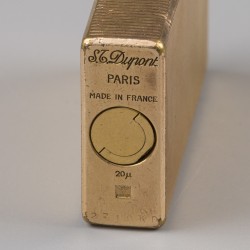 S.T. Dupont
PARIS
MADE IN FRANCE
20µ